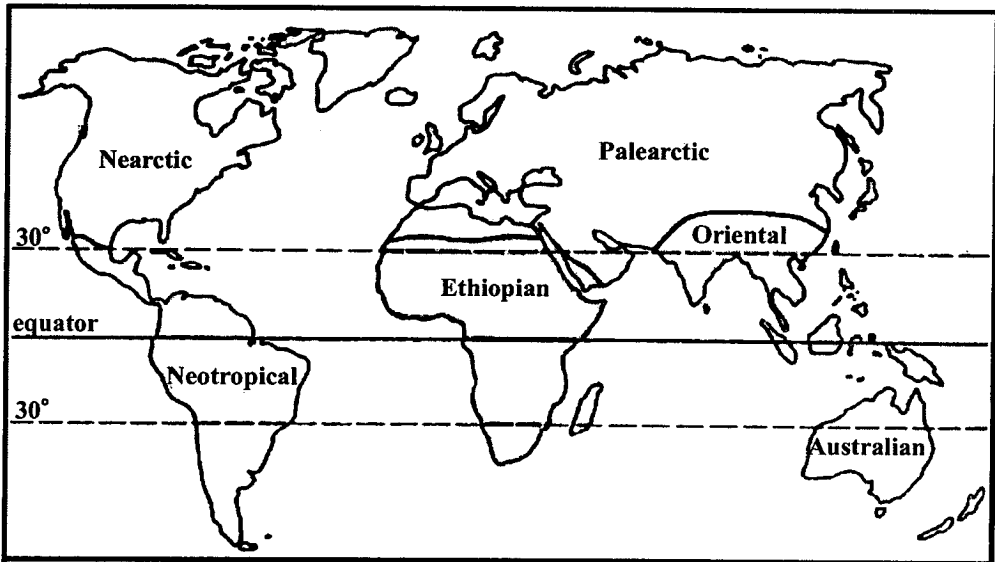 Nearctic
Palearctic
30°
Oriental
Ethiopian
equator
Neotropical
30°
Australian